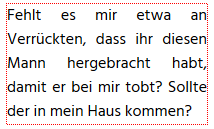 Fehlt es mir etwa an
Verrückten, dass ihr diesen
Mann hergebracht habt,
damit er bei mir tobt? Sollte
der in mein Haus kommen?